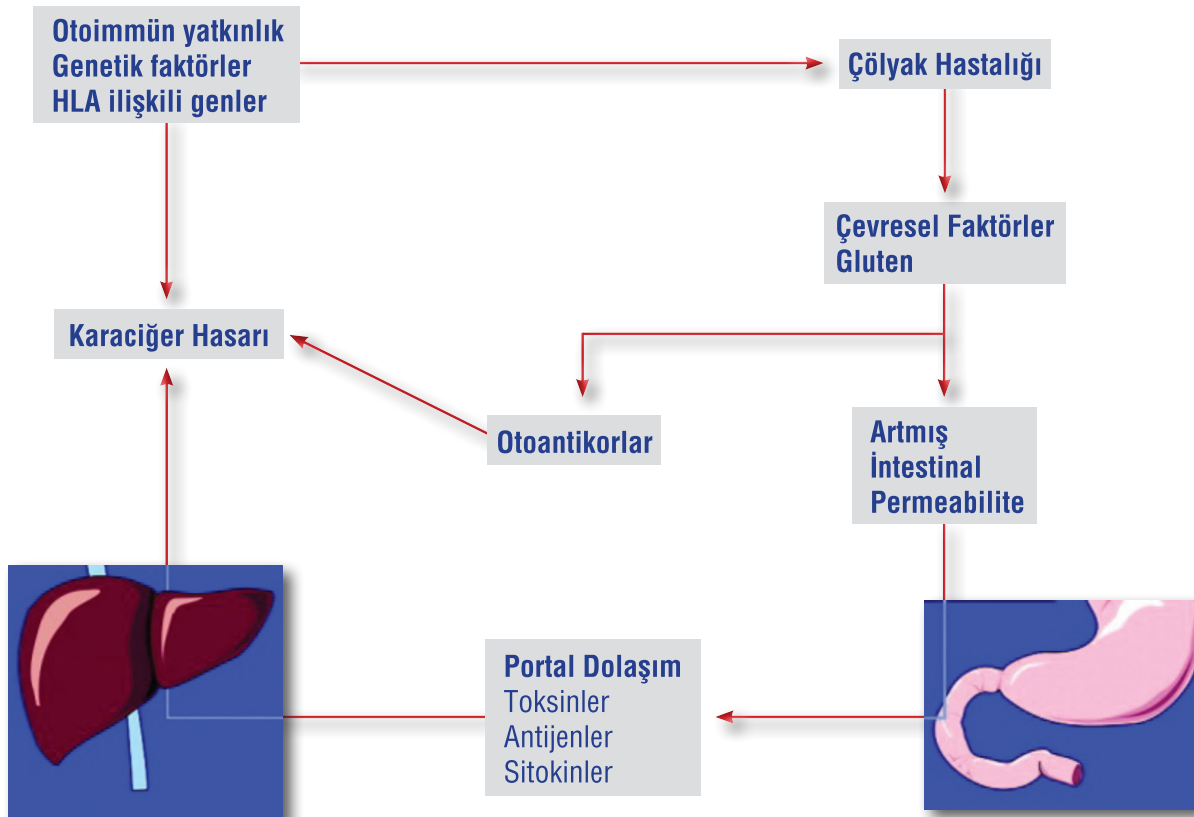 Otoimmün yatkınlık
Genetik faktörler
HLA ilişkili genler
Çölyak Hastalığı
Çevresel Faktörler
Gluten
Karaciğer Hasarı
Otoantikorlar
Artmış
İntestinal
Permeabilite
Portal Dolaşım
Toksinler
Antijenler
Sitokinler